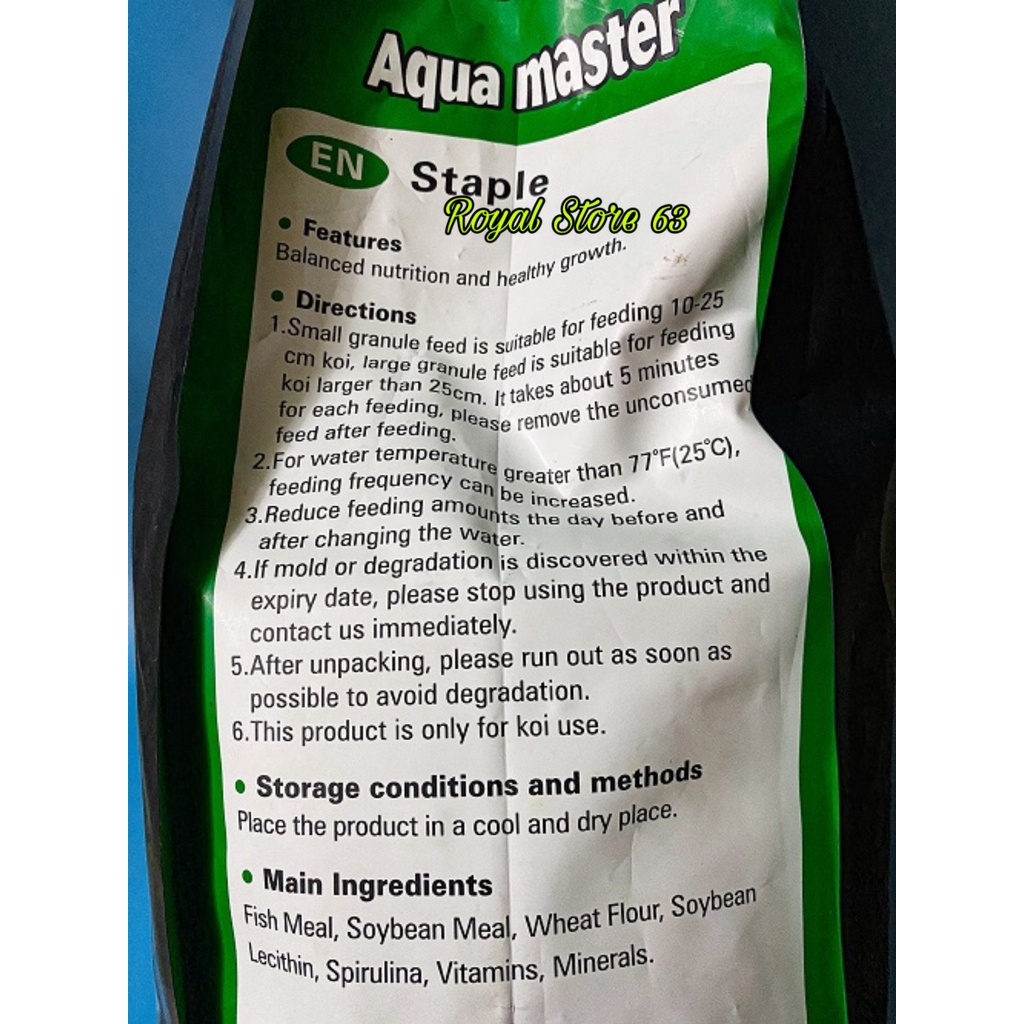 Aqua master
EN Staple
Royal Store 63
• Features
Balanced nutrition and healthy growth.
• Directions
1.Small granule feed is suitable for feeding 10-25
cm koi, large granule feed is suitable for feeding
koi larger than 25cm. It takes about 5 minutes
for each feeding, please remove the unconsumed
feed after feeding.
2.For water temperature greater than 77°F(25°C),
feeding frequency can be increased.
3.Reduce feeding amounts the day before and
after changing the water.
4.If mold or degradation is discovered within the
expiry date, please stop using the product and
contact us immediately.
5.After unpacking, please run out as soon as
possible to avoid degradation.
6.This product is only for koi use.
• Storage conditions and methods
Place the product in a cool and dry place.
• Main Ingredients
Fish Meal, Soybean Meal, Wheat Flour, Soybean
Lecithin, Spirulina, Vitamins, Minerals.